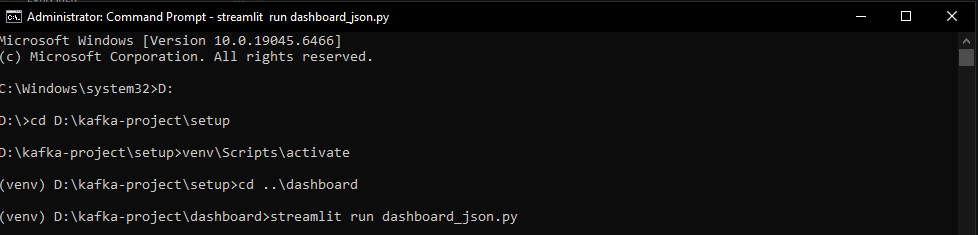 Administrator: Command Prompt - streamlit  run dashboard_json.py
Microsoft Windows [Version 10.0.19045.6466]
(c) Microsoft Corporation. All rights reserved.
C:\Windows\system32>D:
D:\>cd D:\kafka-project\setup
D:\kafka-project\setup>venv\Scripts\activate
(venv) D:\kafka-project\setup>cd ..\dashboard
(venv) D:\kafka-project\dashboard>streamlit run dashboard_json.py